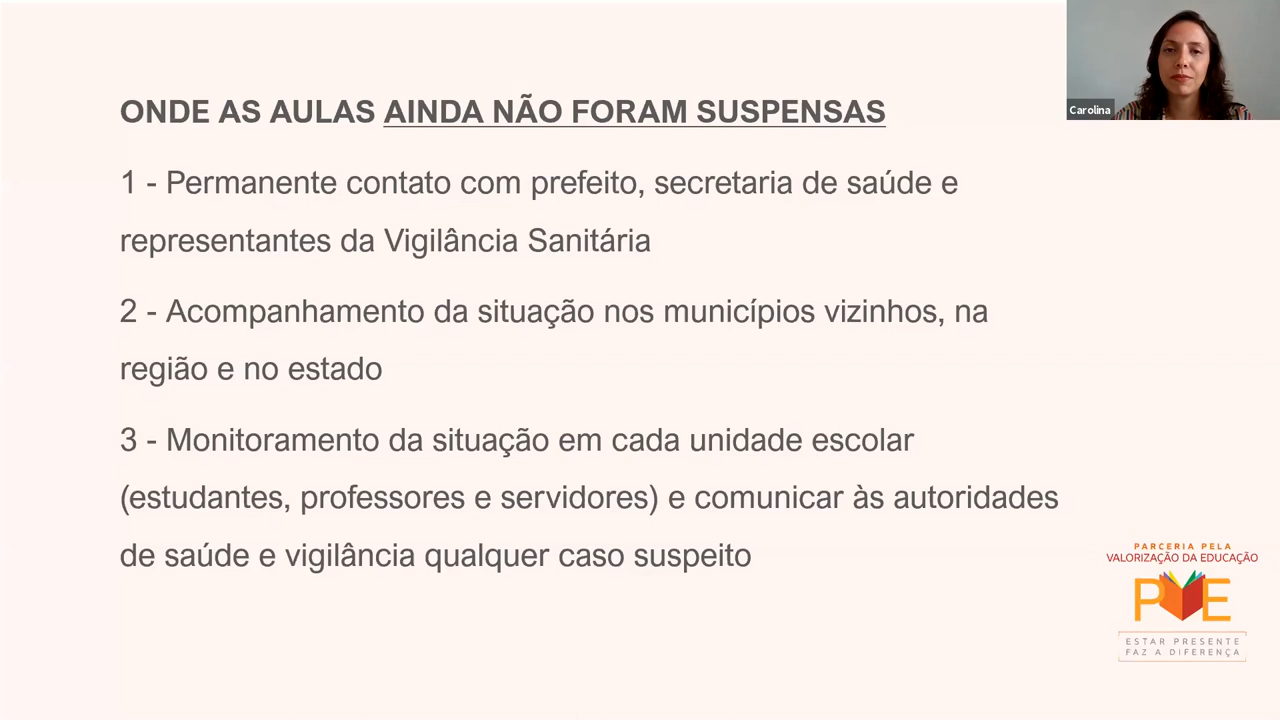 Carolina
ONDE AS AULAS AINDA NÃO FORAM SUSPENSAS
1 - Permanente contato com prefeito, secretaria de saúde e
representantes da Vigilância Sanitária
2 - Acompanhamento da situação nos municípios vizinhos, na
região e no estado
3 - Monitoramento da situação em cada unidade escolar
(estudantes, professores e servidores) e comunicar às autoridades
de saúde e vigilância qualquer caso suspeito
PARCERIA PELA
VALORIZAÇÃO DA EDUCAÇÃO
PVE
ESTAR PRESENTE
FAZ A DIFERENÇA